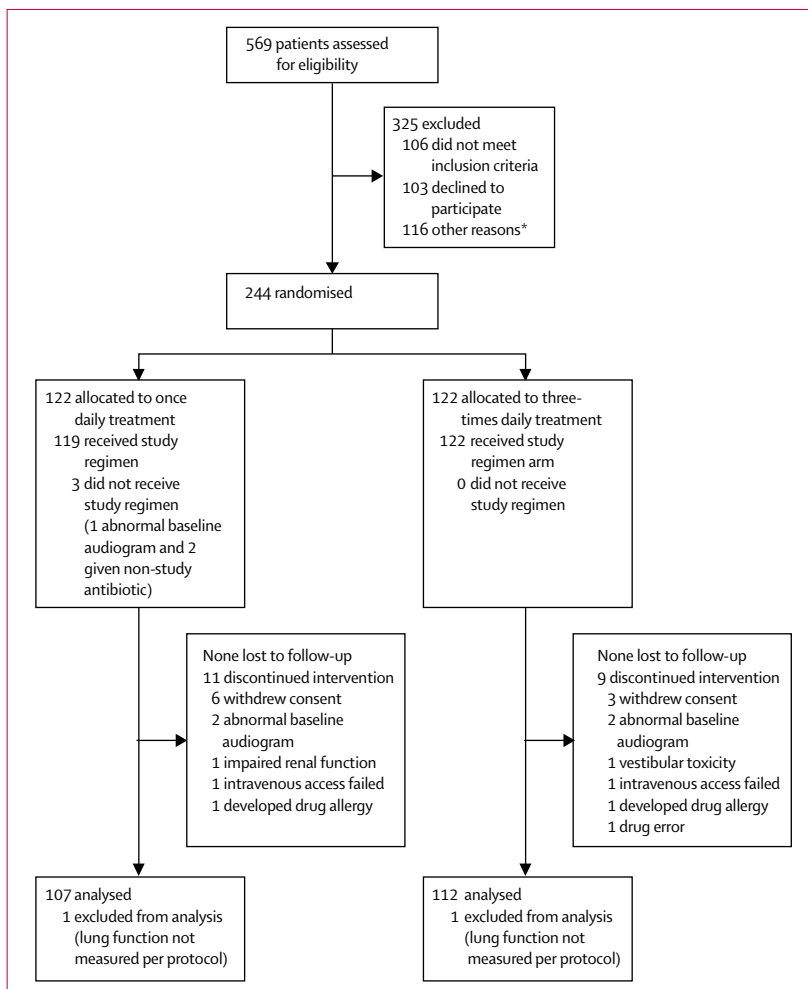 569 patients assessed
for eligibility
325 excluded
106 did not meet
inclusion criteria
103 declined to
participate
116 other reasons*
244 randomised
122 allocated to once
daily treatment
119 received study
regimen
3 did not receive
study regimen
(1 abnormal baseline
audiogram and 2
given non-study
antibiotic)
122 allocated to three-
times daily treatment
122 received study
regimen arm
0 did not receive
study regimen
None lost to follow-up
11 discontinued intervention
6 withdrew consent
2 abnormal baseline
audiogram
1 impaired renal function
1 intravenous access failed
1 developed drug allergy
None lost to follow-up
9 discontinued intervention
3 withdrew consent
2 abnormal baseline
audiogram
1 vestibular toxicity
1 intravenous access failed
1 developed drug allergy
1 drug error
107 analysed
1 excluded from analysis
(lung function not
measured per protocol)
112 analysed
1 excluded from analysis
(lung function not
measured per protocol)